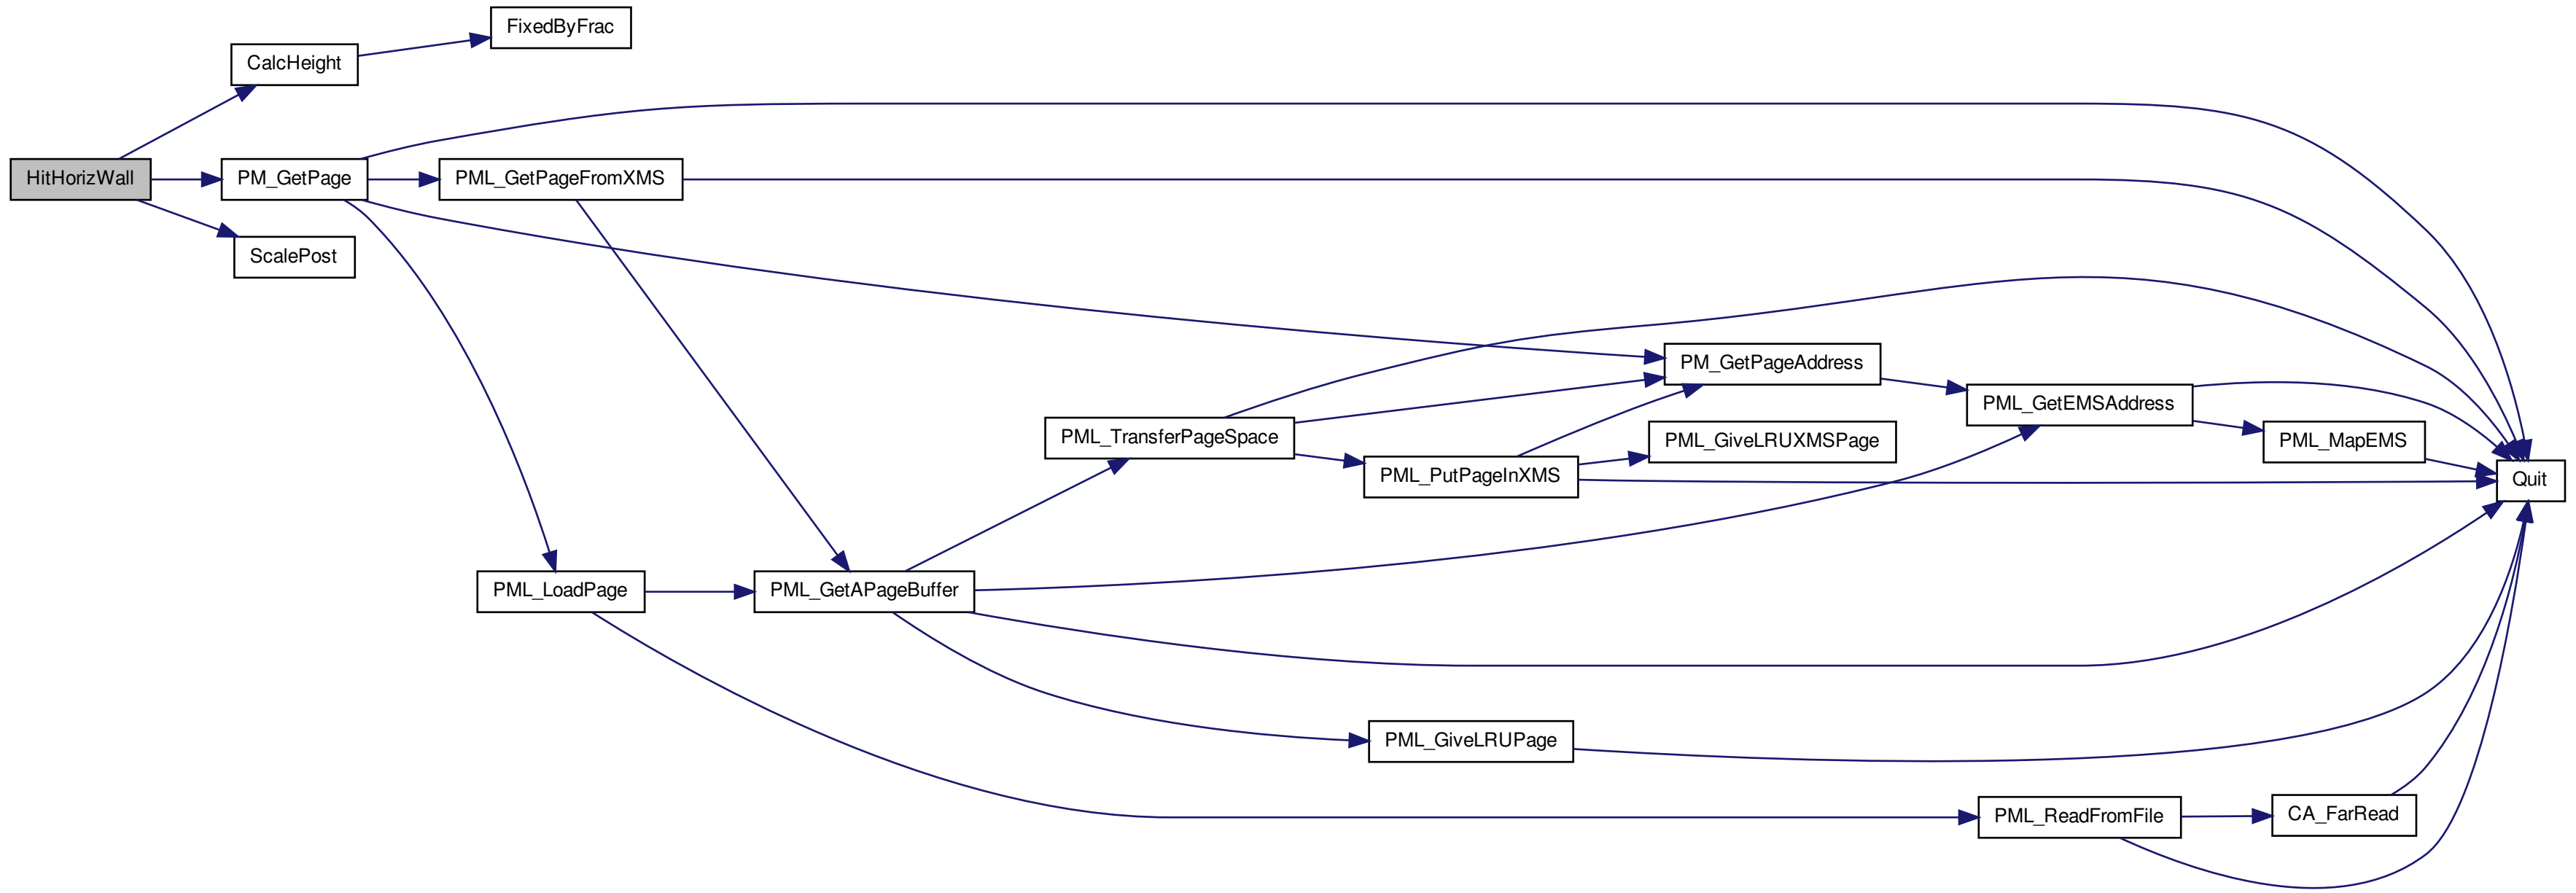 FixedByFrac
CalcHeight
HitHorizWall
PM_GetPage
PML_GetPageFromXMS
ScalePost
PM_GetPageAddress
PML_GetEMSAddress
PML_TransferPageSpace
PML_GiveLRUXMSPage
PML_MapEMS
PML_PutPageInXMS
Quit
PML_LoadPage
PML_GetAPageBuffer
PML_GiveLRUPage
PML_ReadFromFile
CA_FarRead